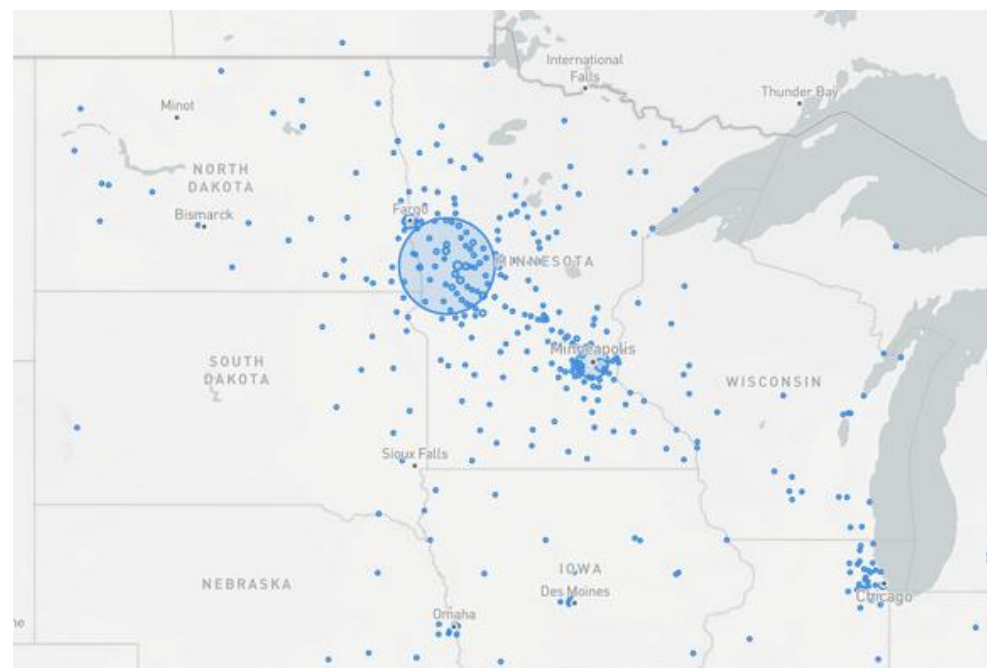 International
Falls
Thunder Bay
Minot
NORTH
DAKOTA
Bismarck
Fargo
MINNESOTA
Minneapolis
SOUTH
DAKOTA
WISCONSIN
Sioux Falls
IOWA
NEBRASKA
Des Moines
Chicago
Omaha